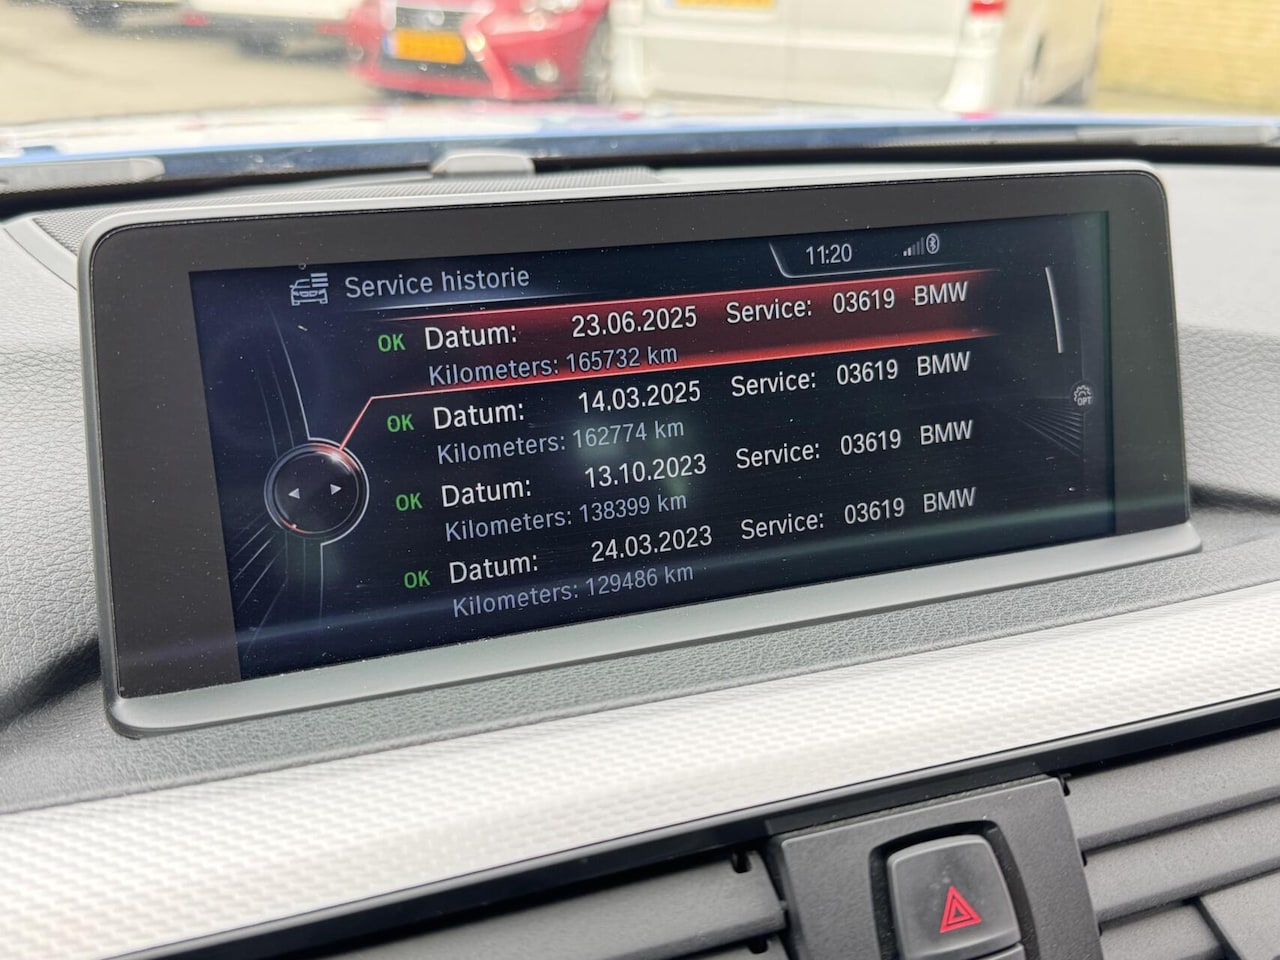 Service historie
11:20
OK Datum: 23.06.2025 Service: 03619 BMW
Kilometers: 165732 km
OK Datum: 14.03.2025 Service: 03619 BMW
Kilometers: 162774 km
OK Datum: 13.10.2023 Service: 03619 BMW
Kilometers: 138399 km
OK Datum: 24.03.2023 Service: 03619 BMW
Kilometers: 129486 km
OPT